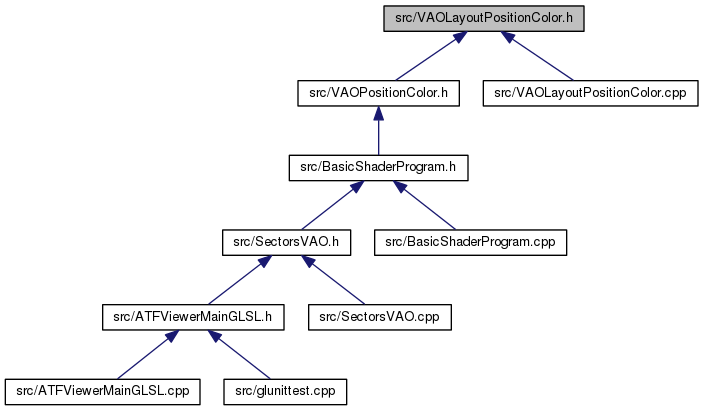 src/VAOLayoutPositionColor.h
src/VAOPositionColor.h
src/VAOLayoutPositionColor.cpp
src/BasicShaderProgram.h
src/SectorsVAO.h
src/BasicShaderProgram.cpp
src/ATFViewerMainGLSL.h
src/SectorsVAO.cpp
src/ATFViewerMainGLSL.cpp
src/glunittest.cpp